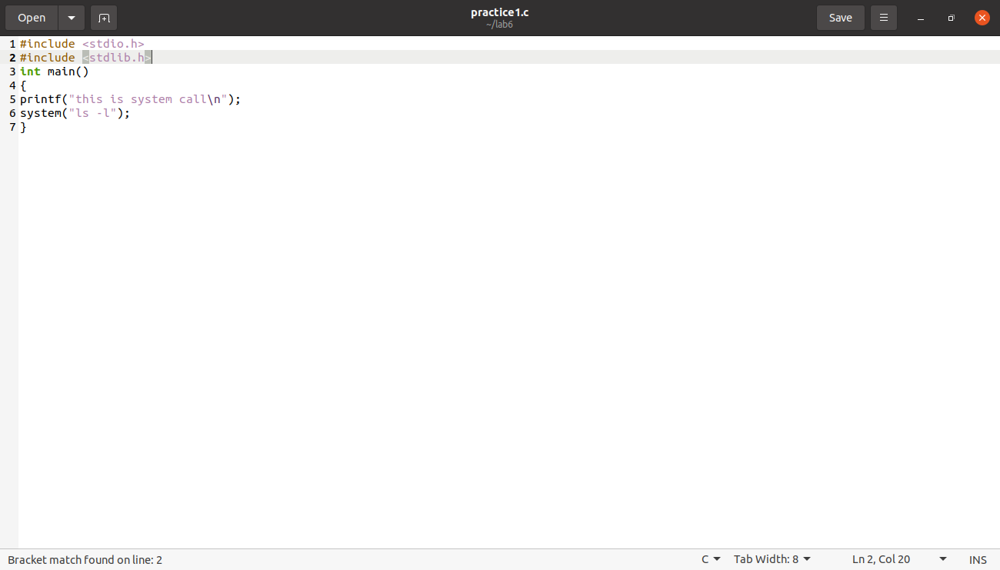 Open
practice1.c
~/lab6
Save
1 #include <stdio.h>
2 #include <stdlib.h>
3 int main()
4 {
5 printf("this is system call\n");
6 system("ls -l");
7 }
Bracket match found on line: 2
C
Tab Width: 8
Ln 2, Col 20
INS